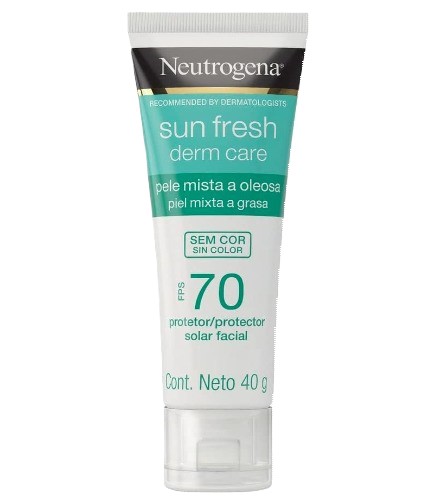 Neutrogena®
RECOMMENDED BY DERMATOLOGISTS
sun fresh
derm care
pele mista a oleosa
piel mixta a grasa
SEM COR
SIN COLOR
FPS 70
protetor/protector
solar facial
Cont. Neto 40 g